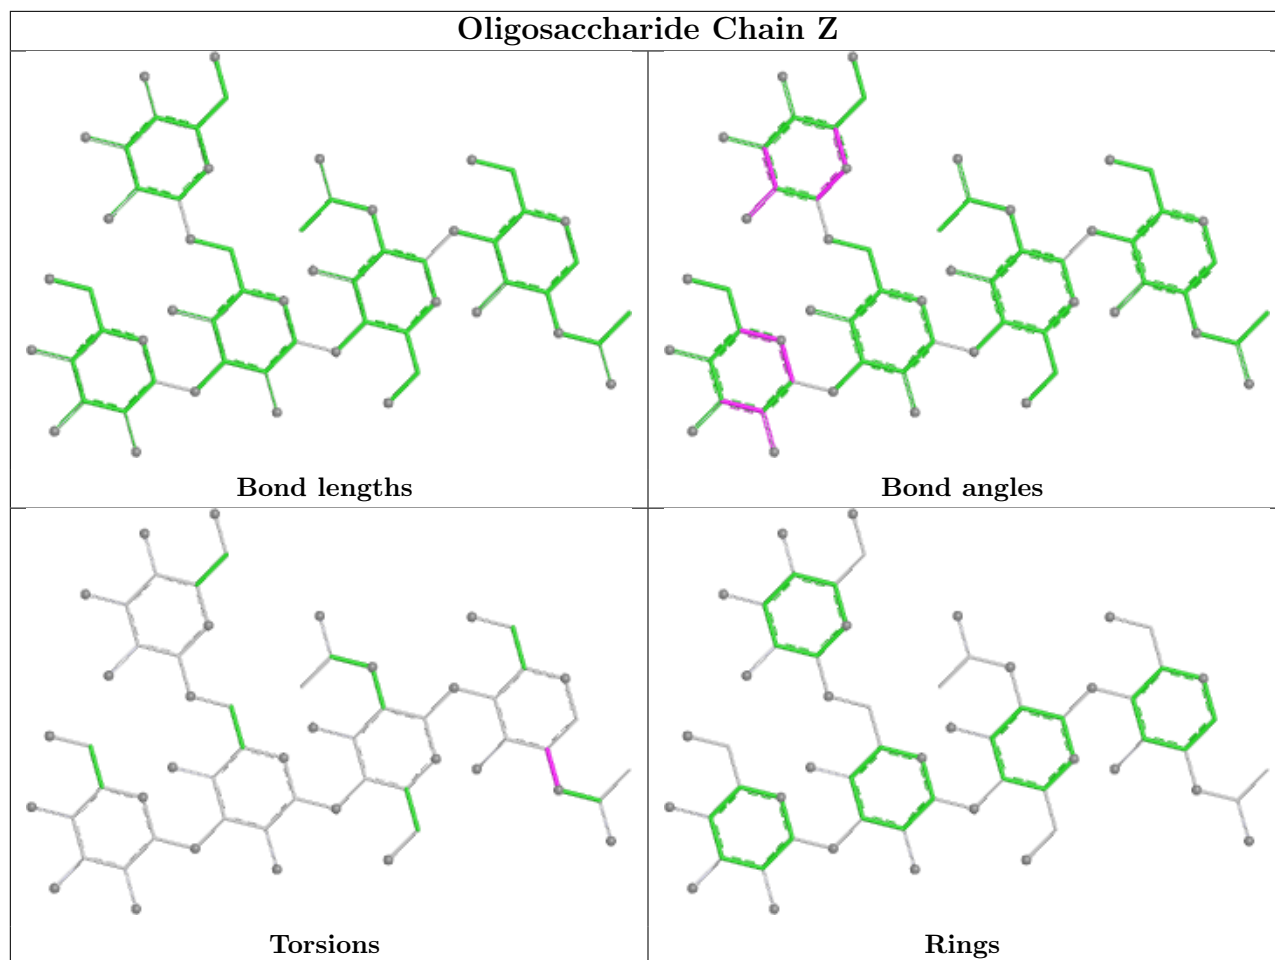 Oligosaccharide Chain Z
Bond lengths
Bond angles
Torsions
Rings